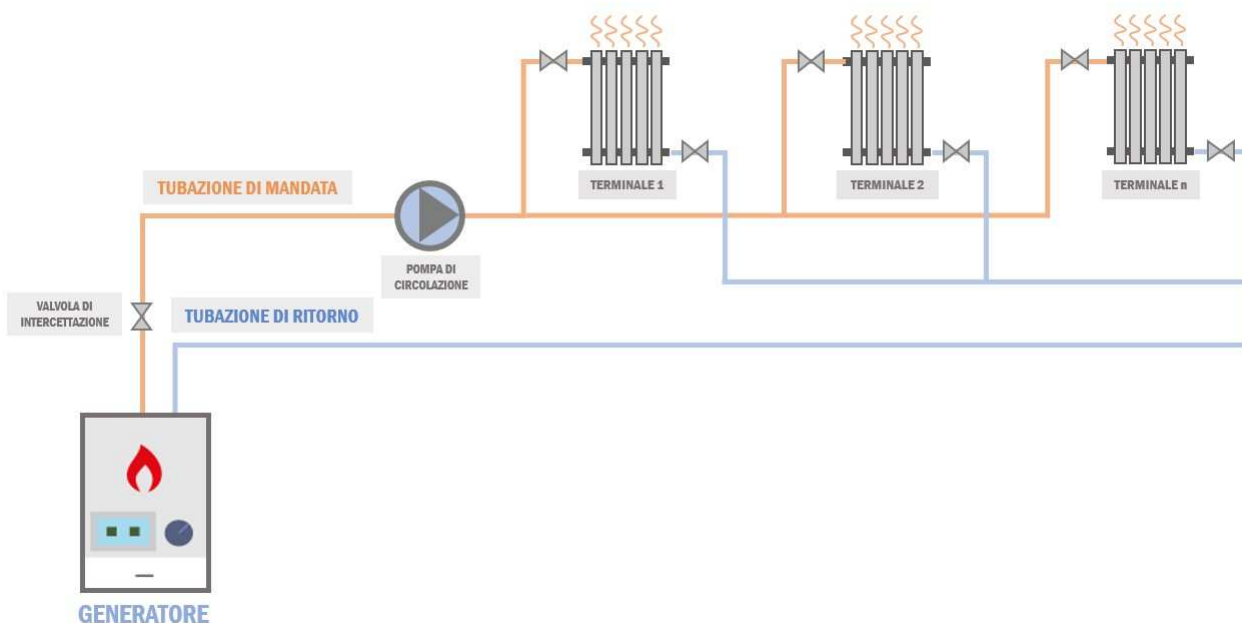 TERMINALE 1
TERMINALE 2
TERMINALE n
TUBAZIONE DI MANDATA
POMPA DI
CIRCOLAZIONE
VALVOLA DI
INTERCETTAZIONE
TUBAZIONE DI RITORNO
GENERATORE